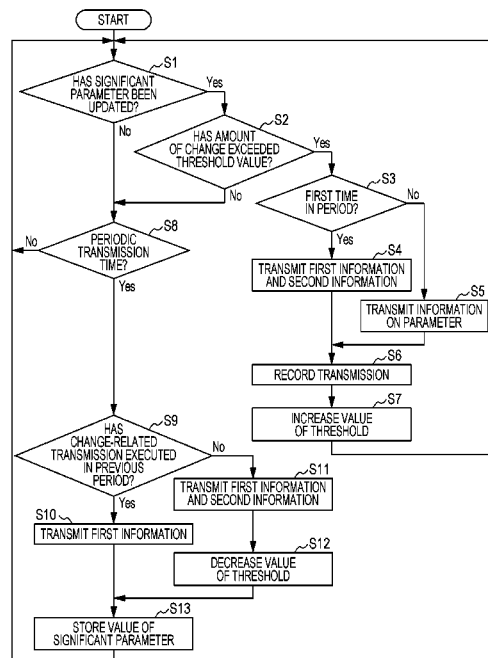 START
S1
HAS SIGNIFICANT
PARAMETER BEEN
UPDATED?
Yes
No
S2
HAS AMOUNT
OF CHANGE EXCEEDED
THRESHOLD VALUE?
Yes
No
S3
FIRST TIME
IN PERIOD?
No
Yes
S4
TRANSMIT FIRST INFORMATION
AND SECOND INFORMATION
S5
TRANSMIT INFORMATION
ON PARAMETER
S6
RECORD TRANSMISSION
S7
INCREASE VALUE
OF THRESHOLD
S8
No
PERIODIC
TRANSMISSION
TIME?
Yes
S9
HAS
CHANGE-RELATED
TRANSMISSION EXECUTED
IN PREVIOUS
PERIOD?
No
Yes
S10
TRANSMIT FIRST INFORMATION
S11
TRANSMIT FIRST INFORMATION
AND SECOND INFORMATION
S12
DECREASE VALUE
OF THRESHOLD
S13
STORE VALUE OF
SIGNIFICANT PARAMETER